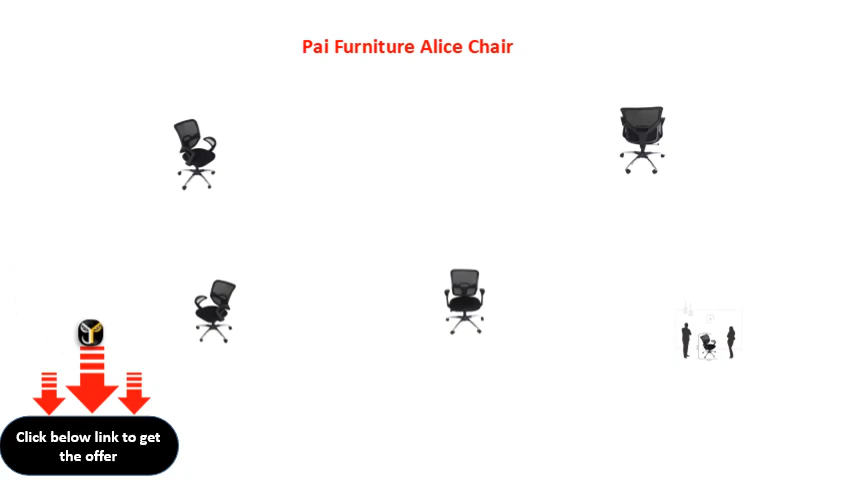 Pai Furniture Alice Chair
Click below link to get
the offer